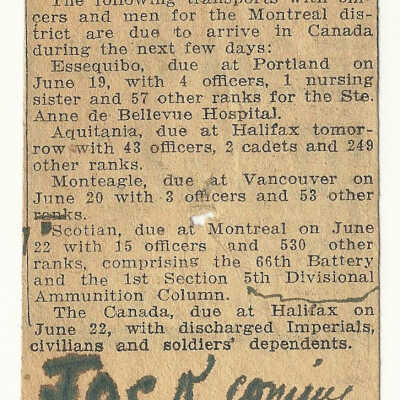 The following transports with offi-
cers and men for the Montreal dis-
trict are due to arrive in Canada
during the next few days:
Essequibo, due at Portland on
June 19, with 4 officers, 1 nursing
sister and 57 other ranks for the Ste.
Anne de Bellevue Hospital.
Aquitania, due at Halifax tomor-
row with 43 officers, 2 cadets and 249
other ranks.
Monteagle, due at Vancouver on
June 20 with 3 officers and 53 other
ranks.
Scotian, due at Montreal on June
22 with 15 officers and 530 other
ranks, comprising the 66th Battery
and the 1st Section 5th Divisional
Ammunition Column.
The Canada, due at Halifax on
June 22, with discharged Imperials,
civilians and soldiers' dependents.